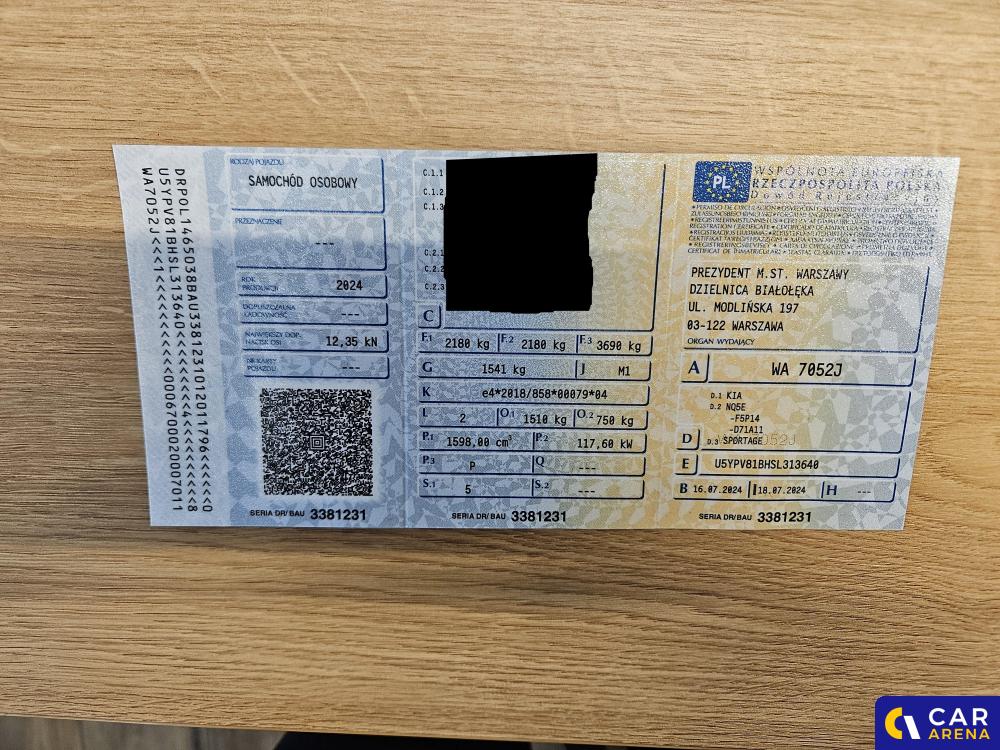 DRPOL1465038BAU3381231012011796<<<<<<0
U5YPV81BHSL313640<<<<<<<4<<<<<<<<<<<8
WA7052J<<<1<<<<<<<<<<<<000670002000701 1
RODZAJ POJAZDU
SAMOCHÓD OSOBOWY
PRZEZNACZENIE
---
ROK PRODUKCJI 2024
DOPUSZCZALNA ŁADOWNOŚĆ ---
NAJWIĘKSZY DOP. NACISK OSI 12,35 kN
NR KARTY POJAZDU ---
SERIA DR/BAU 3381231
C.1.1
C.1.2
C.1.3
C.2.1
C.2.2
C.2.3
C
F.1 2180 kg F.2 2180 kg F.3 3690 kg
G 1541 kg J M1
K e4*2018/858*00079*04
L 2 O.1 1510 kg O.2 750 kg
P.1 1598,00 cm³ P.2 117,60 kW
P.3 P Q ---
S.1 5 S.2 ---
SERIA DR/BAU 3381231
PL
WSPÓLNOTA EUROPEJSKA
RZECZPOSPOLITA POLSKA
Dowód Rejestracyjny
PREZYDENT M.ST. WARSZAWY
DZIELNICA BIAŁOŁĘKA
UL. MODLIŃSKA 197
03-122 WARSZAWA
ORGAN WYDAJĄCY
A WA 7052J
D.1 KIA
D.2 NQ5E
-F5P14
-D71A11
D D.3 SPORTAGE
E U5YPV81BHSL313640
B 16.07.2024 I 18.07.2024 H ---
SERIA DR/BAU 3381231
CAR
ARENA